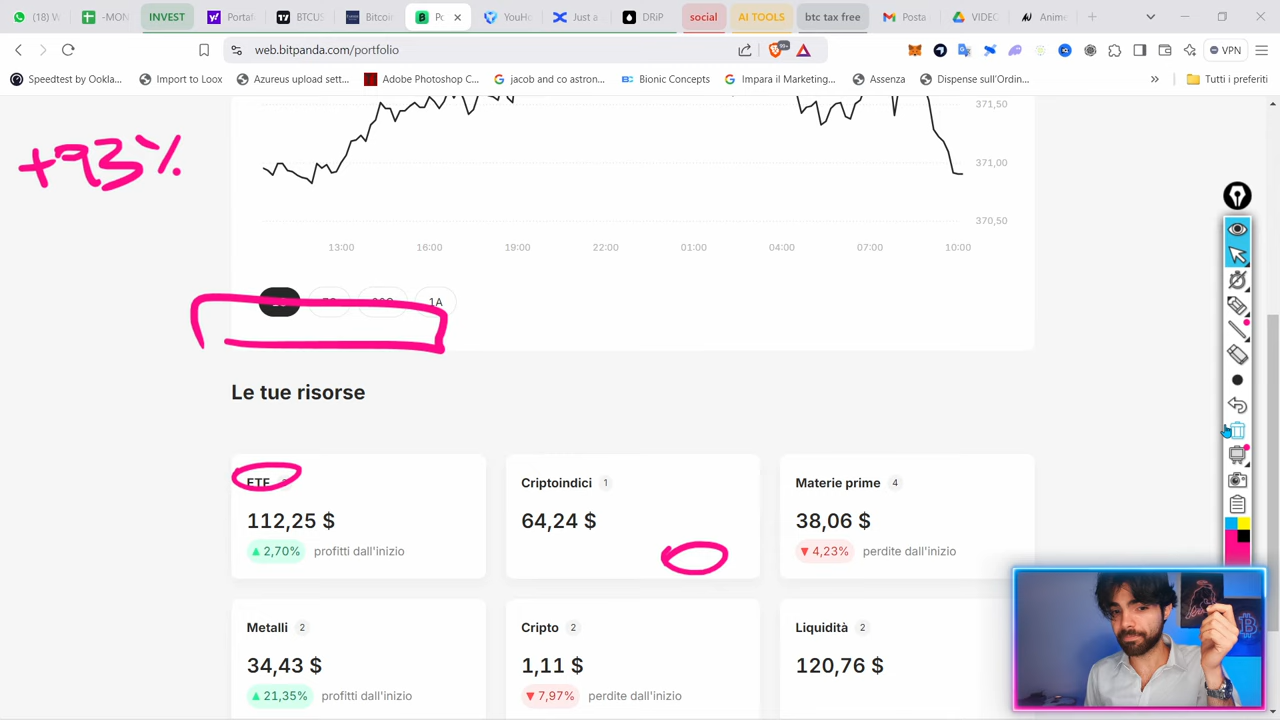 (18) W
-MON
INVEST
Portaf
BTCUS
Bitcoi
Po
YouHo
Just a
DRiP
social
AI TOOLS
btc tax free
Posta
VIDEO
Anime
web.bitpanda.com/portfolio
99+
VPN
Speedtest by Ookla...
Import to Loox
Azureus upload sett...
Adobe Photoshop C...
jacob and co astron...
Bionic Concepts
Impara il Marketing...
Assenza
Dispense sull'Ordin...
Tutti i preferiti
+93%
371,50
371,00
370,50
13:00 16:00 19:00 22:00 01:00 04:00 07:00 10:00
1A
Le tue risorse
ETF
112,25 $
2,70% profitti dall'inizio
Criptoindici 1
64,24 $
Materie prime 4
38,06 $
4,23% perdite dall'inizio
Metalli 2
34,43 $
21,35% profitti dall'inizio
Cripto 2
1,11 $
7,97% perdite dall'inizio
Liquidità 2
120,76 $